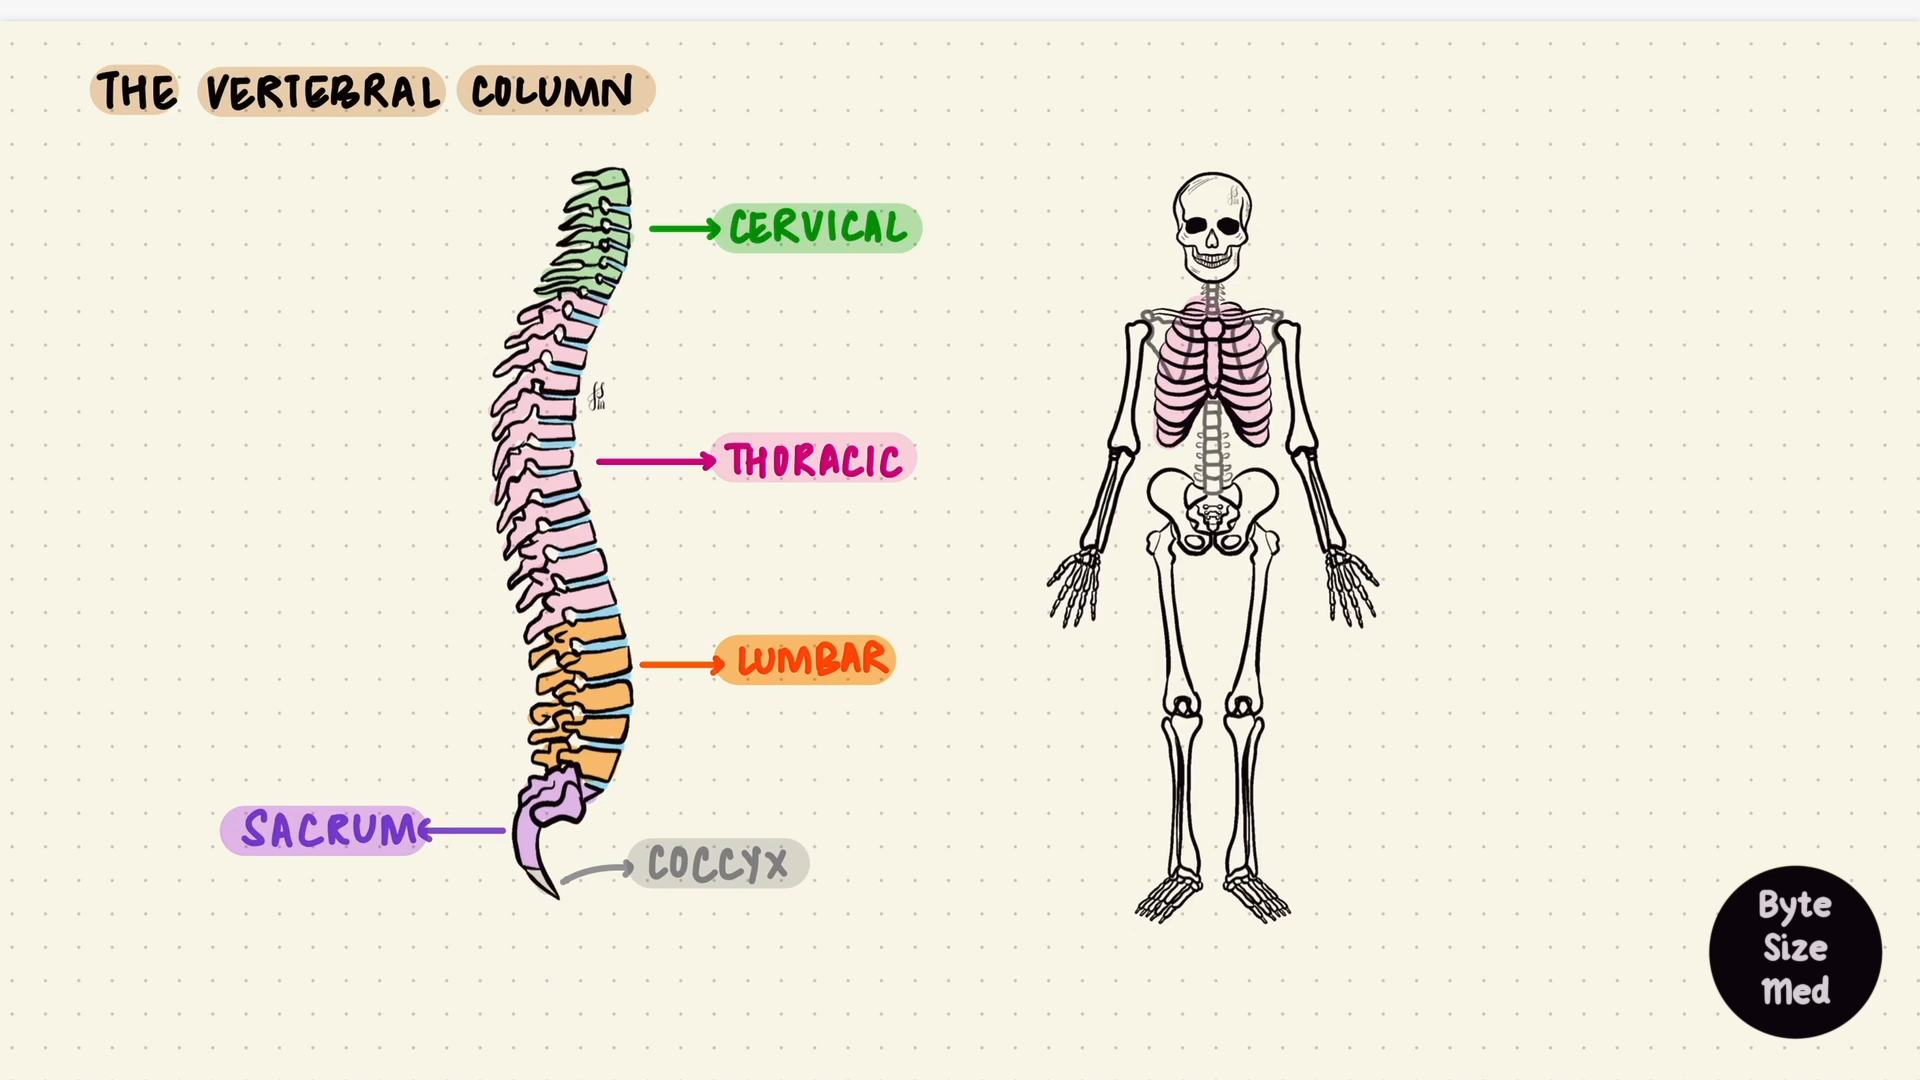 THE VERTEBRAL COLUMN
CERVICAL
THORACIC
LUMBAR
SACRUM
COCCYX
Byte
Size
Med